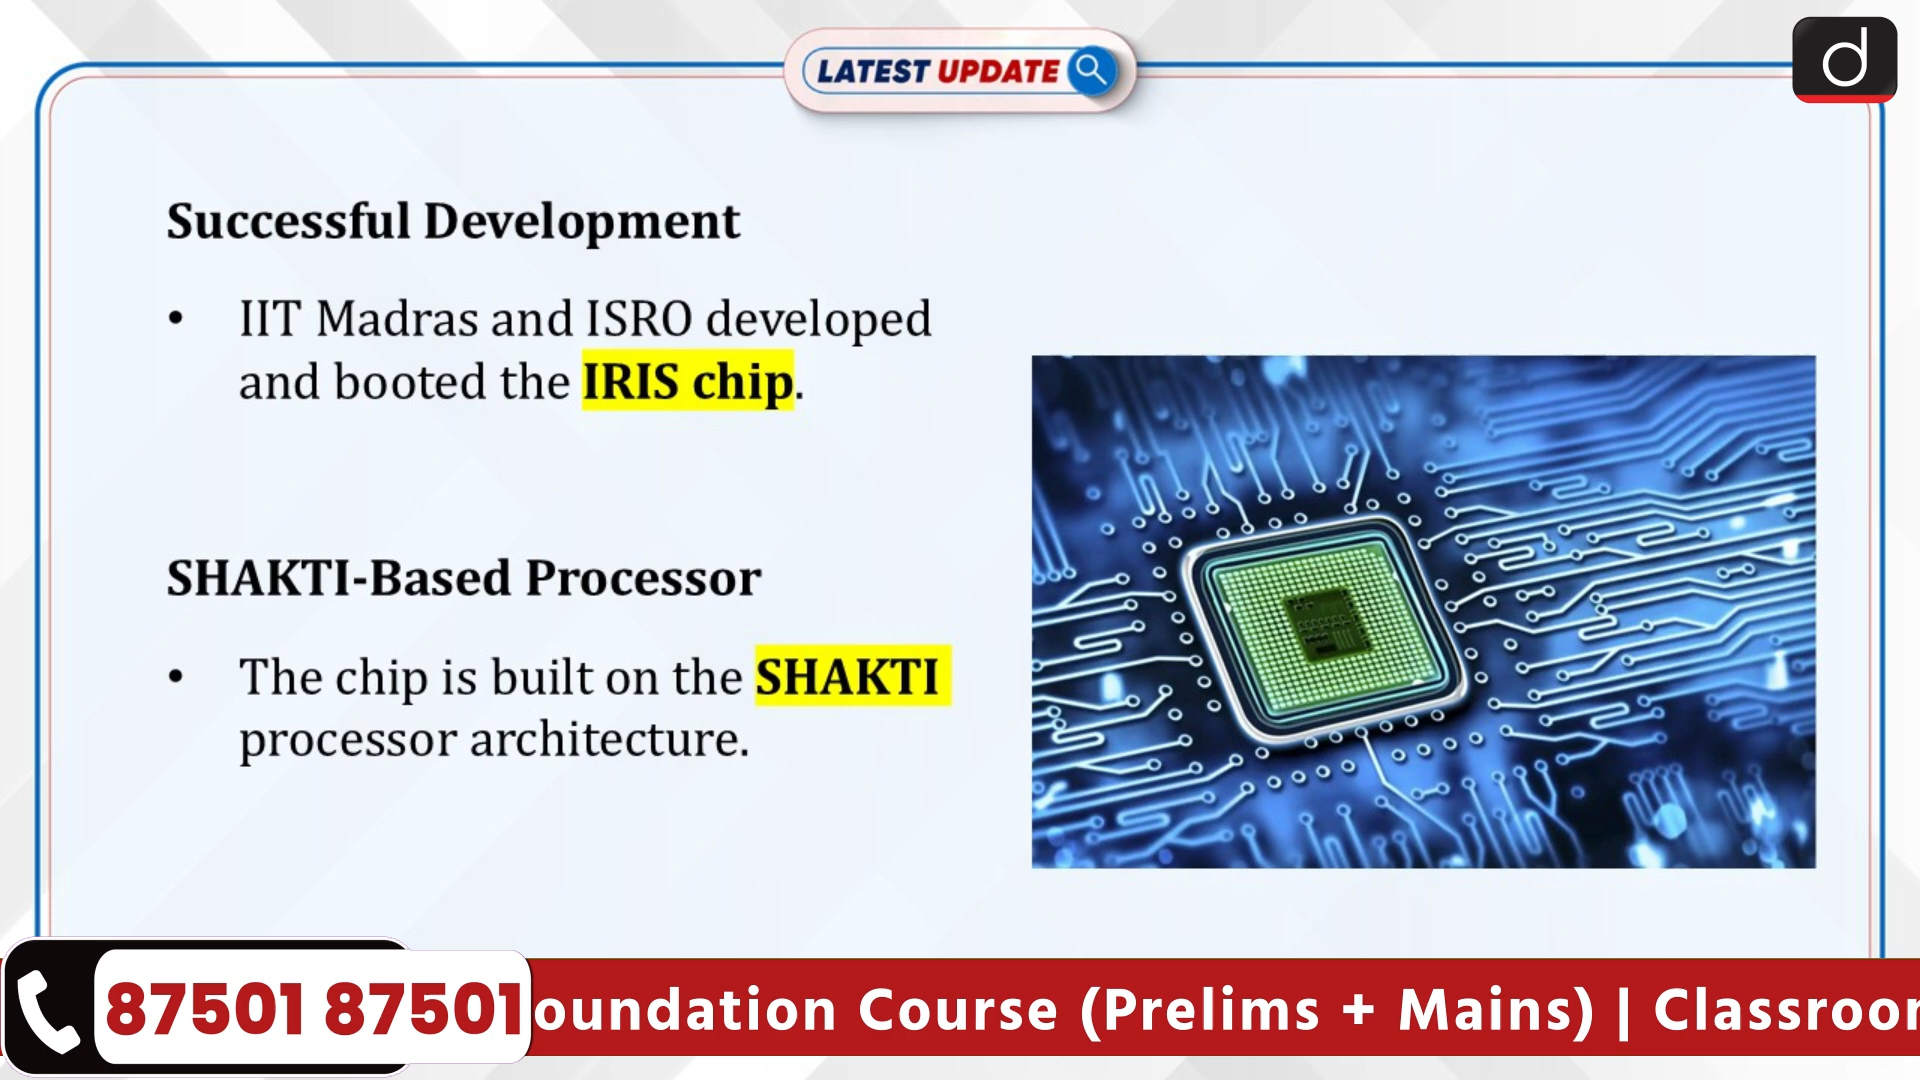 LATEST UPDATE
d
Successful Development
• IIT Madras and ISRO developed
and booted the IRIS chip.
SHAKTI-Based Processor
• The chip is built on the SHAKTI
processor architecture.
87501 87501
oundation Course (Prelims + Mains) | Classroo